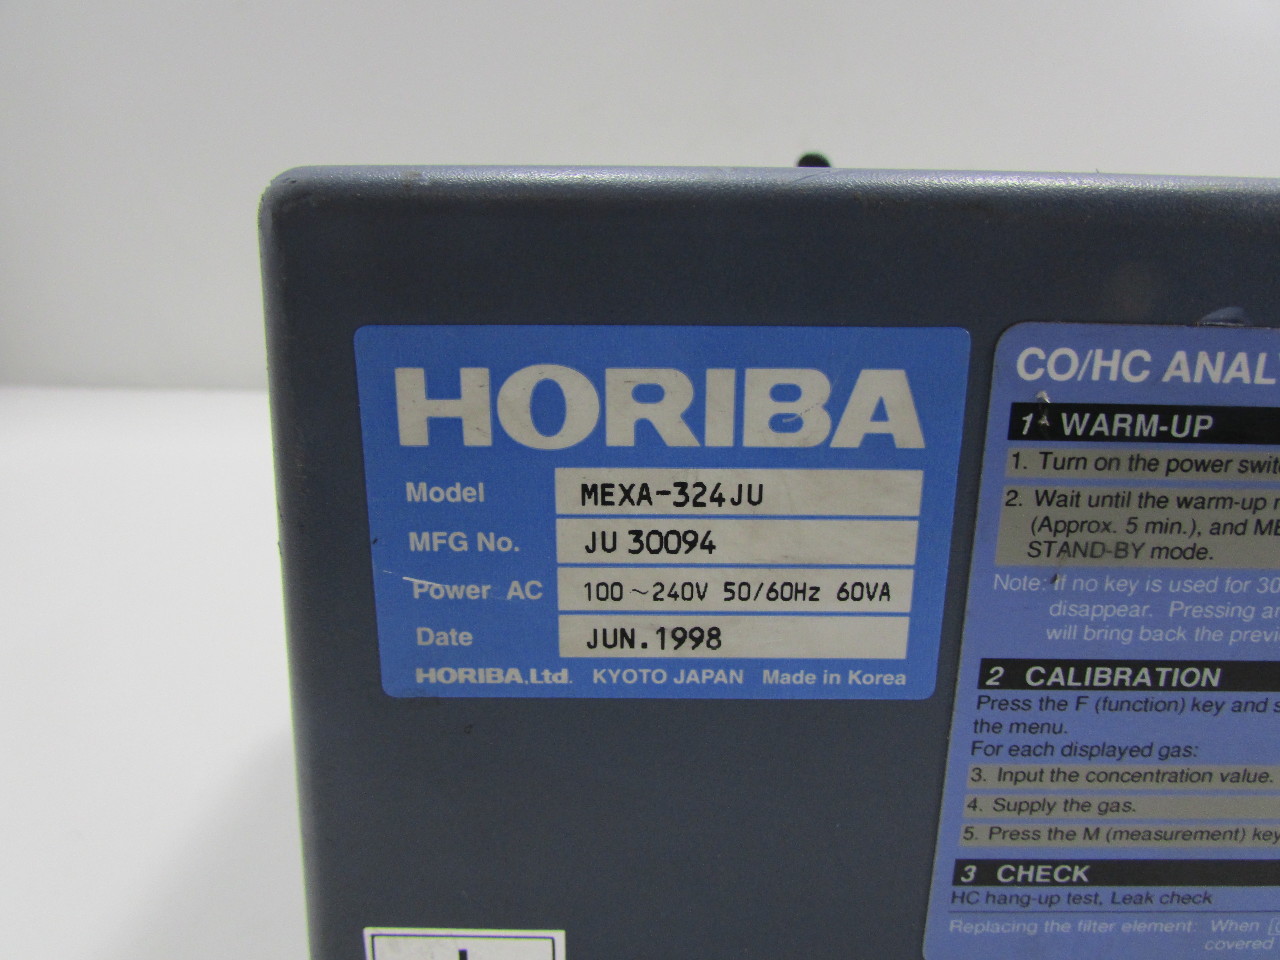 HORIBA
Model MEXA-324JU
MFG No. JU 30094
Power AC 100~240V 50/60Hz 60VA
Date JUN.1998
HORIBA,Ltd. KYOTO JAPAN Made in Korea
CO/HC ANAL
1 WARM-UP
1. Turn on the power
2. Wait until the warm-up
(Approx. 5 min.), and
STAND-BY mode.
Note: If no key is used for 30
disappear. Pressing
will bring back the
2 CALIBRATION
Press the F (function) key and
the menu.
For each displayed gas:
3. Input the concentration value.
4. Supply the gas.
5. Press the M (measurement) key
3 CHECK
HC hang-up test, Leak check
Replacing the filter element: When
covered